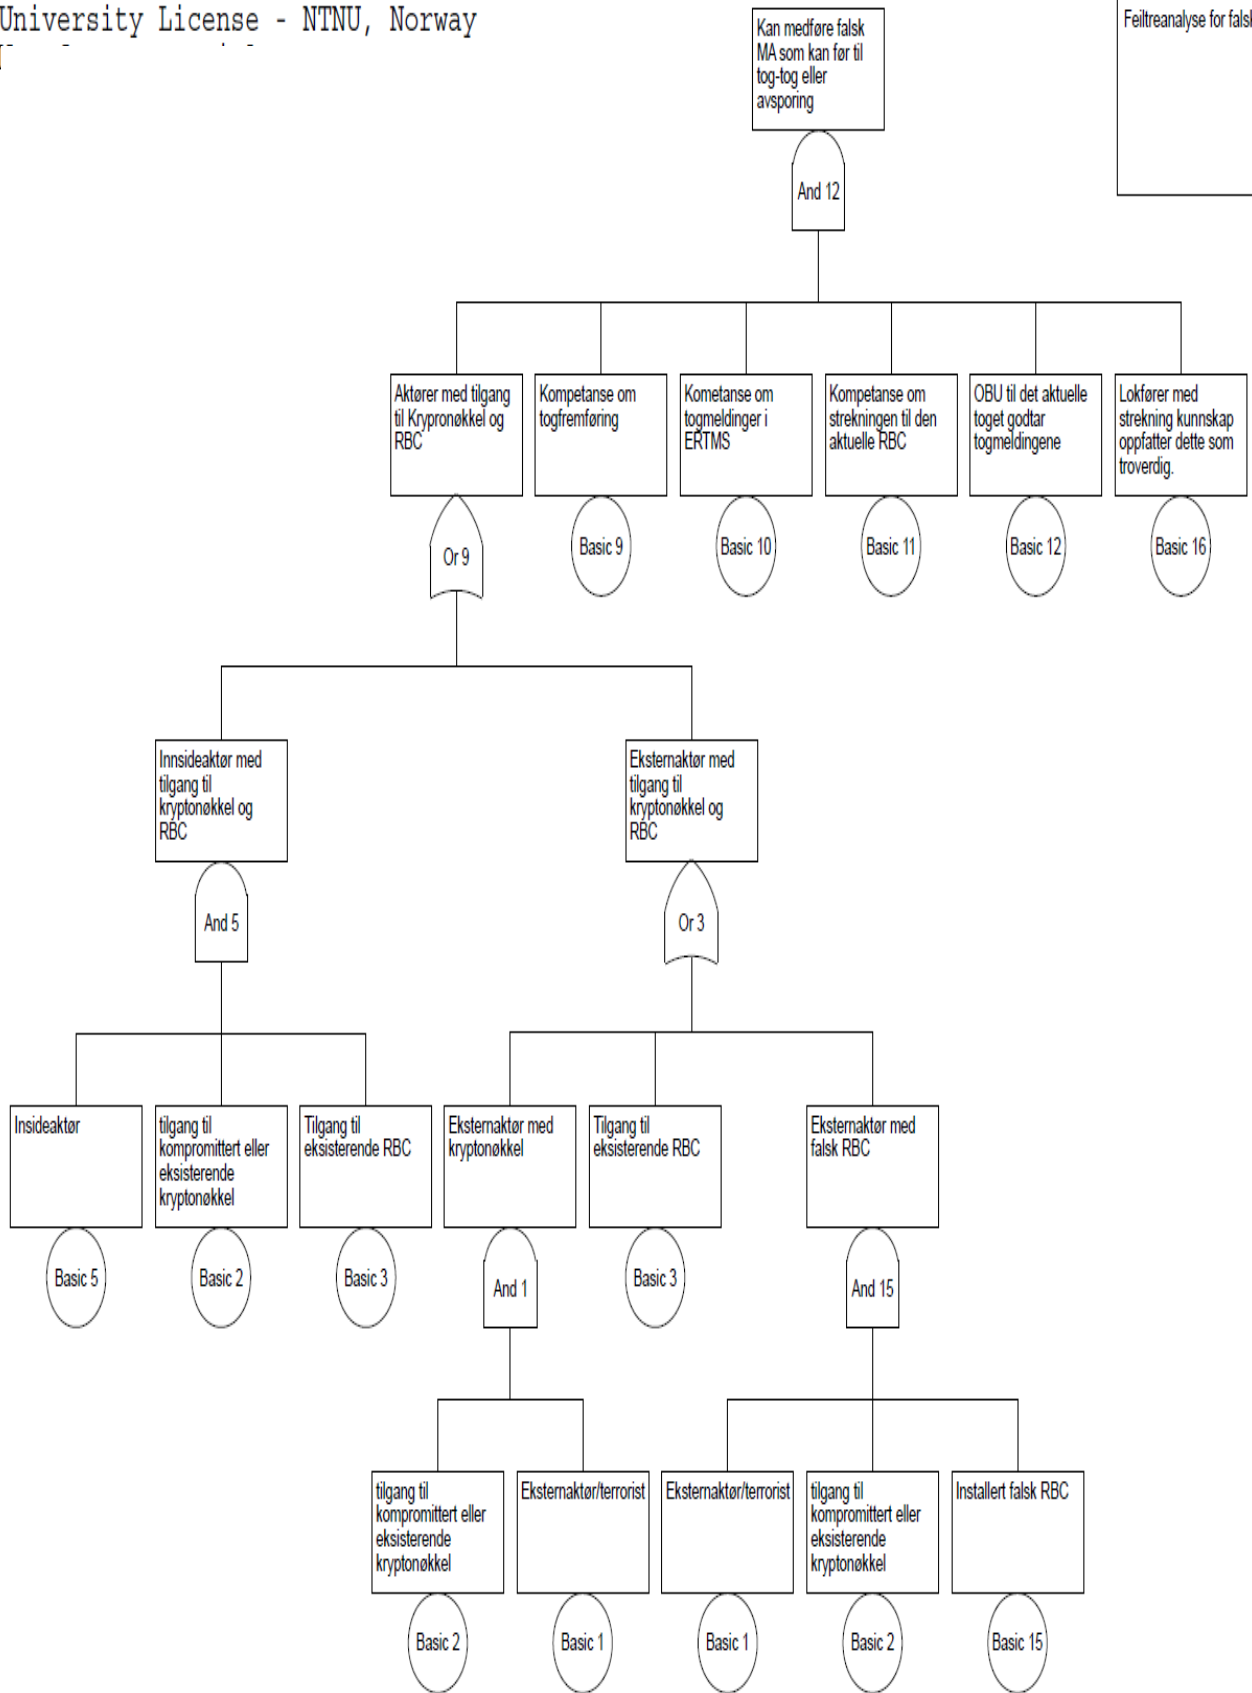 University License - NTNU, Norway
Kan medføre falsk
MA som kan før til
tog-tog eller
avsporing
Feiltreanalyse for falsk
And 12
Aktører med tilgang
til Krypronøkkel og
RBC
Kompetanse om
togfremføring
Kometanse om
togmeldinger i
ERTMS
Kompetanse om
strekningen til den
aktuelle RBC
OBU til det aktuelle
toget godtar
togmeldingene
Lokfører med
strekning kunnskap
oppfatter dette som
troverdig.
Or 9
Basic 9
Basic 10
Basic 11
Basic 12
Basic 16
Innsideaktør med
tilgang til
kryptonøkkel og
RBC
Eksternaktør med
tilgang til
kryptonøkkel og
RBC
And 5
Or 3
Insideaktør
tilgang til
kompromittert eller
eksisterende
kryptonøkkel
Tilgang til
eksisterende RBC
Eksternaktør med
kryptonøkkel
Tilgang til
eksisterende RBC
Eksternaktør med
falsk RBC
Basic 5
Basic 2
Basic 3
And 1
Basic 3
And 15
tilgang til
kompromittert eller
eksisterende
kryptonøkkel
Eksternaktør/terrorist
Eksternaktør/terrorist
tilgang til
kompromittert eller
eksisterende
kryptonøkkel
Installert falsk RBC
Basic 2
Basic 1
Basic 1
Basic 2
Basic 15